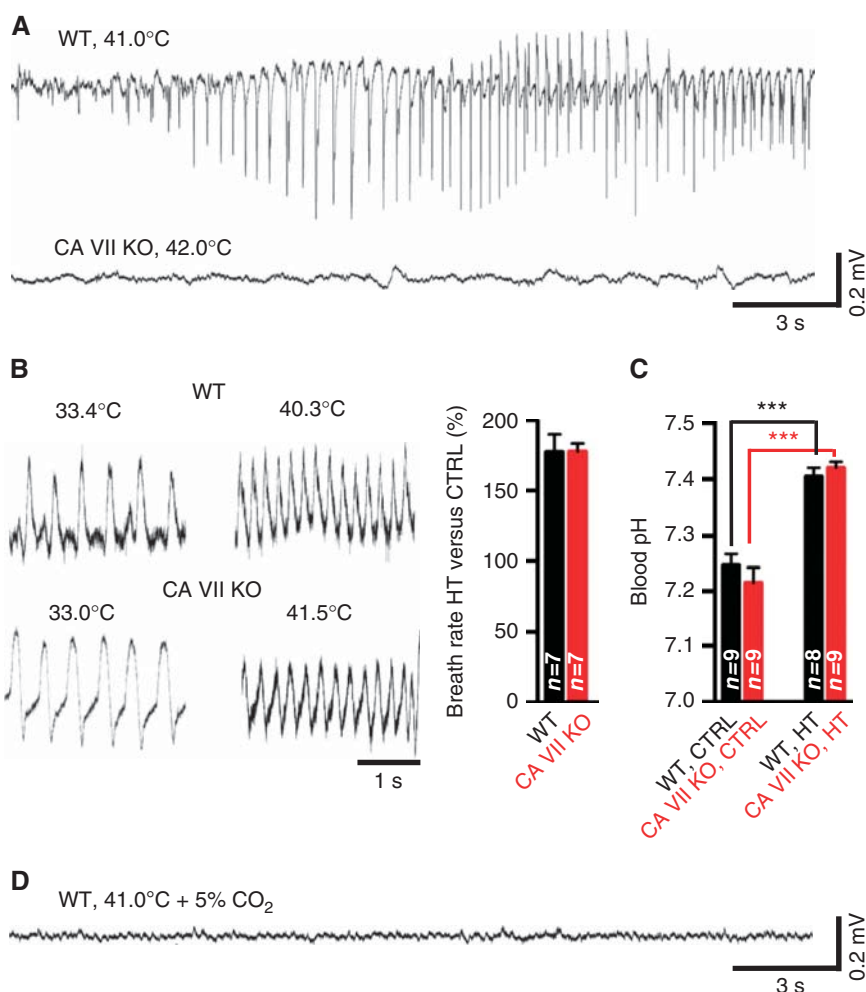 A
WT, 41.0°C
CA VII KO, 42.0°C
0.2 mV
3 s
B
WT
33.4°C
40.3°C
CA VII KO
33.0°C
41.5°C
1 s
Breath rate HT versus CTRL (%)
200
150
100
50
0
n=7
n=7
WT
CA VII KO
C
***
***
Blood pH
7.5
7.4
7.3
7.2
7.1
7.0
n=9
n=9
n=8
n=9
WT, CTRL
CA VII KO, CTRL
WT, HT
CA VII KO, HT
D
WT, 41.0°C + 5% CO₂
0.2 mV
3 s